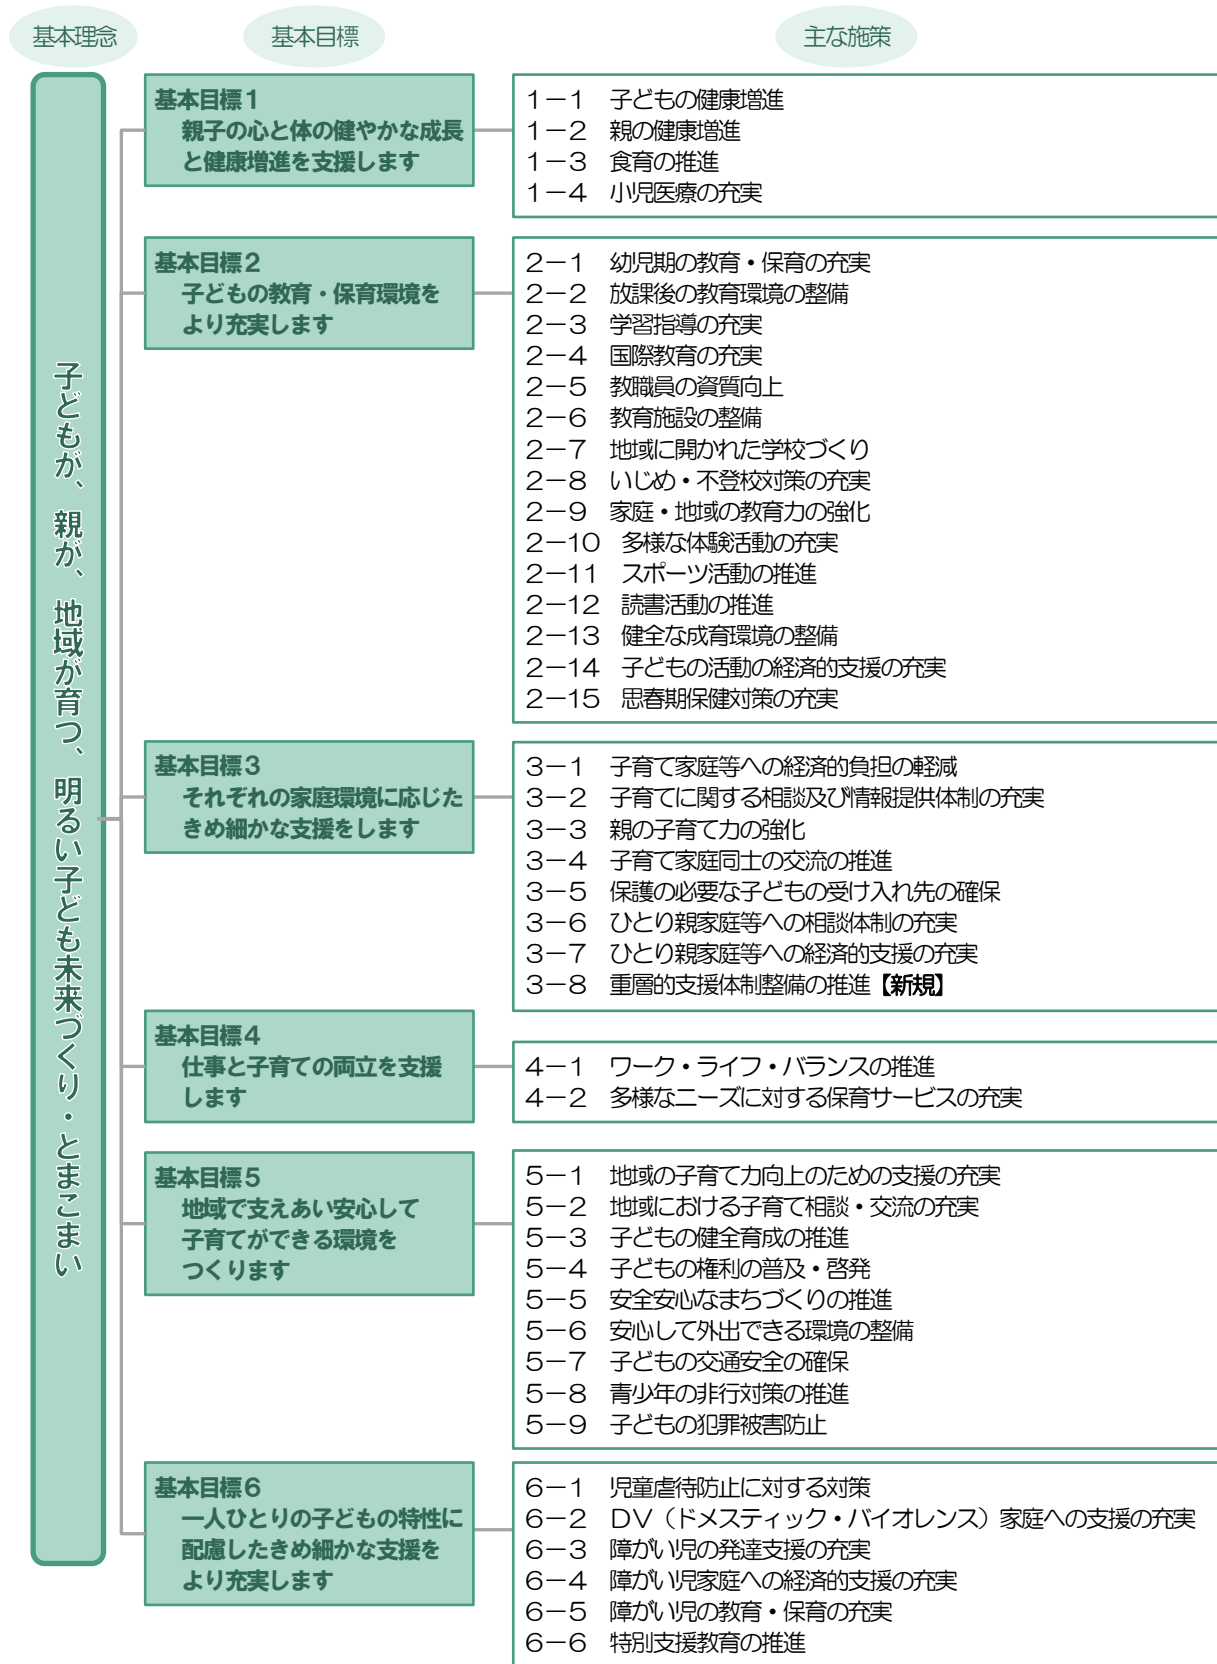 基本理念
基本目標
主な施策
子どもが、親が、地域が育つ、明るい子ども未来づくり・とまこまい
基本目標1
親子の心と体の健やかな成長
と健康増進を支援します
1－1　子どもの健康増進
1－2　親の健康増進
1－3　食育の推進
1－4　小児医療の充実
基本目標2
子どもの教育・保育環境を
より充実します
2－1　幼児期の教育・保育の充実
2－2　放課後の教育環境の整備
2－3　学習指導の充実
2－4　国際教育の充実
2－5　教職員の資質向上
2－6　教育施設の整備
2－7　地域に開かれた学校づくり
2－8　いじめ・不登校対策の充実
2－9　家庭・地域の教育力の強化
2－10　多様な体験活動の充実
2－11　スポーツ活動の推進
2－12　読書活動の推進
2－13　健全な成育環境の整備
2－14　子どもの活動の経済的支援の充実
2－15　思春期保健対策の充実
基本目標3
それぞれの家庭環境に応じた
きめ細かな支援をします
3－1　子育て家庭等への経済的負担の軽減
3－2　子育てに関する相談及び情報提供体制の充実
3－3　親の子育て力の強化
3－4　子育て家庭同士の交流の推進
3－5　保護の必要な子どもの受け入れ先の確保
3－6　ひとり親家庭等への相談体制の充実
3－7　ひとり親家庭等への経済的支援の充実
3－8　重層的支援体制整備の推進【新規】
基本目標4
仕事と子育ての両立を支援
します
4－1　ワーク・ライフ・バランスの推進
4－2　多様なニーズに対する保育サービスの充実
基本目標5
地域で支えあい安心して
子育てができる環境を
つくります
5－1　地域の子育て力向上のための支援の充実
5－2　地域における子育て相談・交流の充実
5－3　子どもの健全育成の推進
5－4　子どもの権利の普及・啓発
5－5　安全安心なまちづくりの推進
5－6　安心して外出できる環境の整備
5－7　子どもの交通安全の確保
5－8　青少年の非行対策の推進
5－9　子どもの犯罪被害防止
基本目標6
一人ひとりの子どもの特性に
配慮したきめ細かな支援を
より充実します
6－1　児童虐待防止に対する対策
6－2　DV（ドメスティック・バイオレンス）家庭への支援の充実
6－3　障がい児の発達支援の充実
6－4　障がい児家庭への経済的支援の充実
6－5　障がい児の教育・保育の充実
6－6　特別支援教育の推進